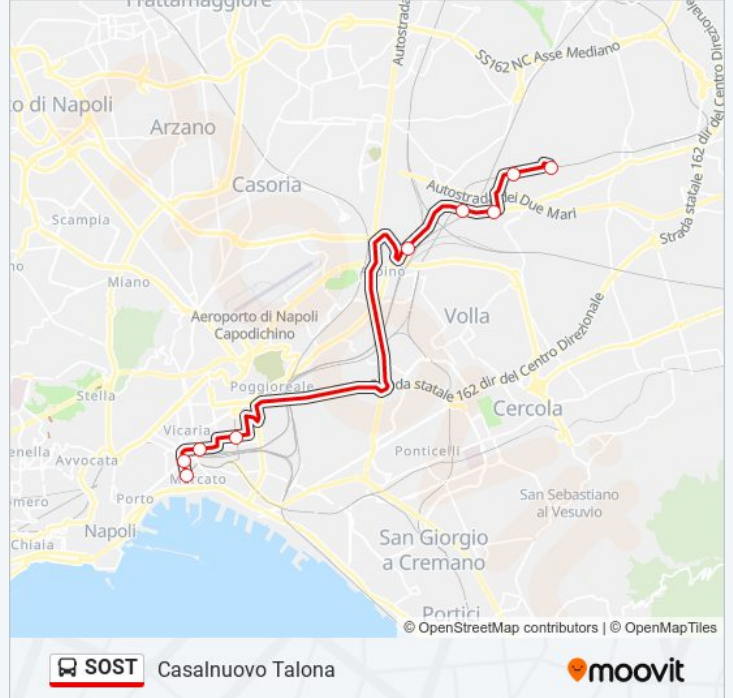 Frattamaggiore
Autostrada
SS162 NC Asse Mediano
Strada statale 162 dir del Centro Direzionale
o di Napoli
Arzano
Casoria
Autostrada dei Due Mari
Scampia
no
Miano
Aeroporto di Napoli
Capodichino
Volla
Strada statale 162 dir del Centro Direzionale
Poggioreale
Stella
Cercola
Vicaria
enella
Avvocata
Ponticelli
Mercato
mero
Porto
San Sebastiano
al Vesuvio
Napoli
Chiaia
San Giorgio
a Cremano
Portici
© OpenStreetMap contributors | © OpenMapTiles
SOST
Casalnuovo Talona
moovit